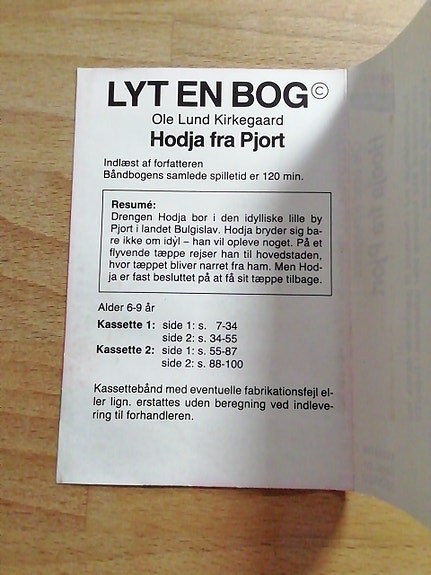 LYT EN BOG©
Ole Lund Kirkegaard
Hodja fra Pjort
Indlæst af forfatteren
Båndbogens samlede spilletid er 120 min.
Resumé:
Drengen Hodja bor i den idylliske lille by
Pjort i landet Bulgislav. Hodja bryder sig ba-
re ikke om idÿl – han vil opleve noget. På et
flyvende tæppe rejser han til hovedstaden,
hvor tæppet bliver narret fra ham. Men Hod-
ja er fast besluttet på at få sit tæppe tilbage.
Alder 6-9 år
Kassette 1: side 1: s. 7-34
side 2: s. 34-55
Kassette 2: side 1: s. 55-87
side 2: s. 88-100
Kassettebånd med eventuelle fabrikationsfejl el-
ler lign. erstattes uden beregning ved indleve-
ring til forhandleren.